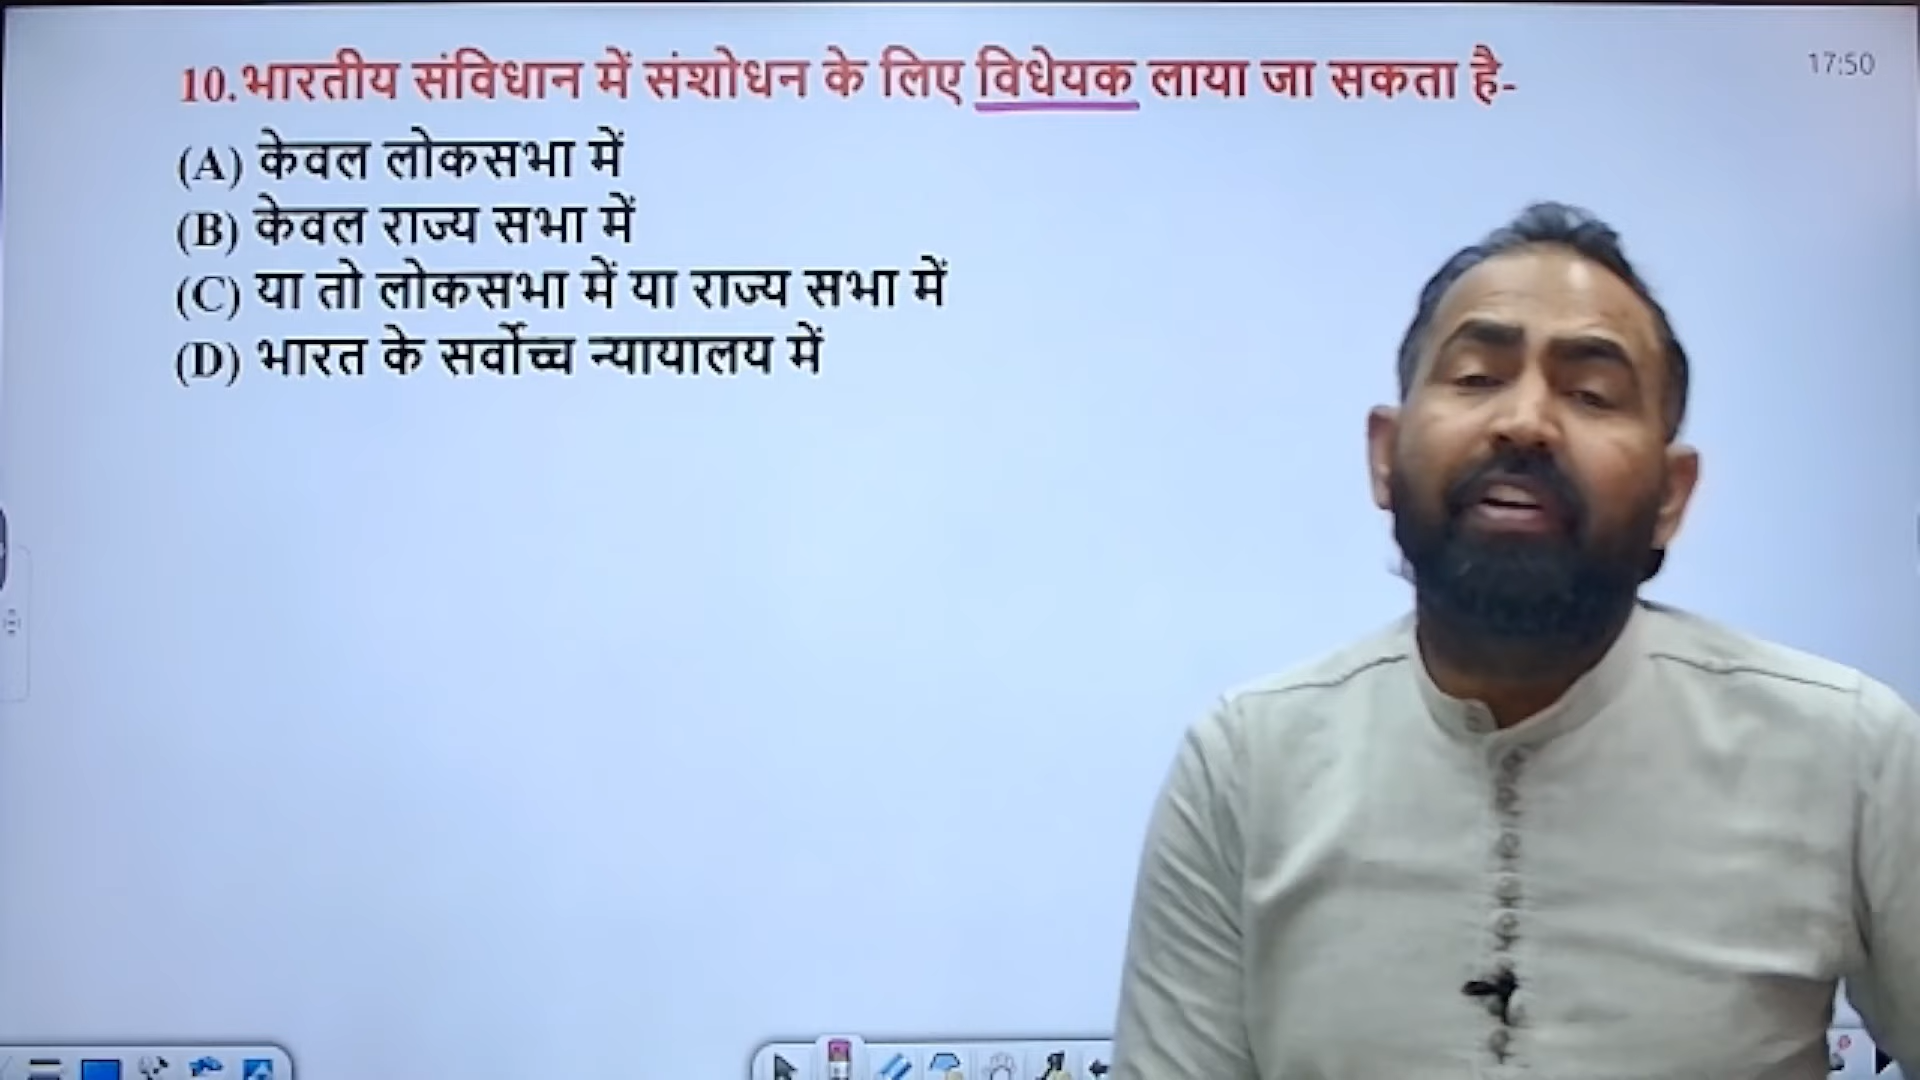 10.भारतीय संविधान में संशोधन के लिए विधेयक लाया जा सकता है-
17:50
(A) केवल लोकसभा में
(B) केवल राज्य सभा में
(C) या तो लोकसभा में या राज्य सभा में
(D) भारत के सर्वोच्च न्यायालय में